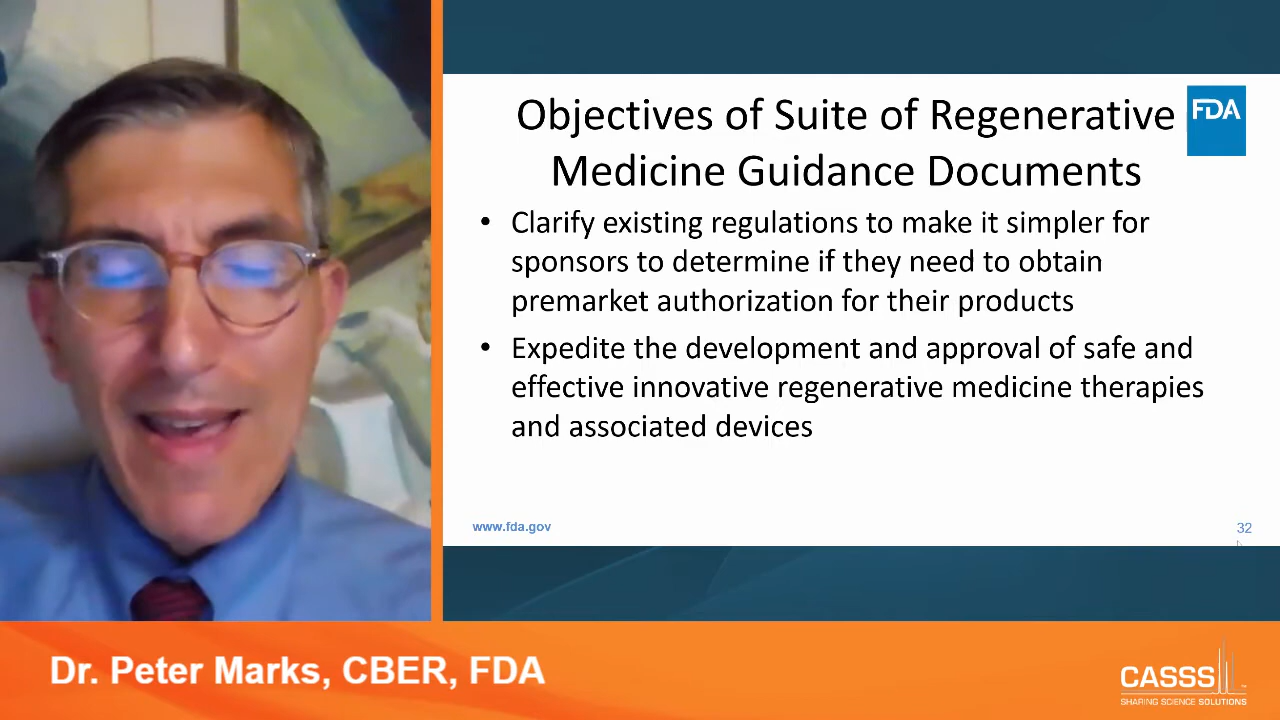 Objectives of Suite of Regenerative
Medicine Guidance Documents
FDA
• Clarify existing regulations to make it simpler for
sponsors to determine if they need to obtain
premarket authorization for their products
• Expedite the development and approval of safe and
effective innovative regenerative medicine therapies
and associated devices
www.fda.gov
32
Dr. Peter Marks, CBER, FDA
CASSS
SHARING SCIENCE SOLUTIONS